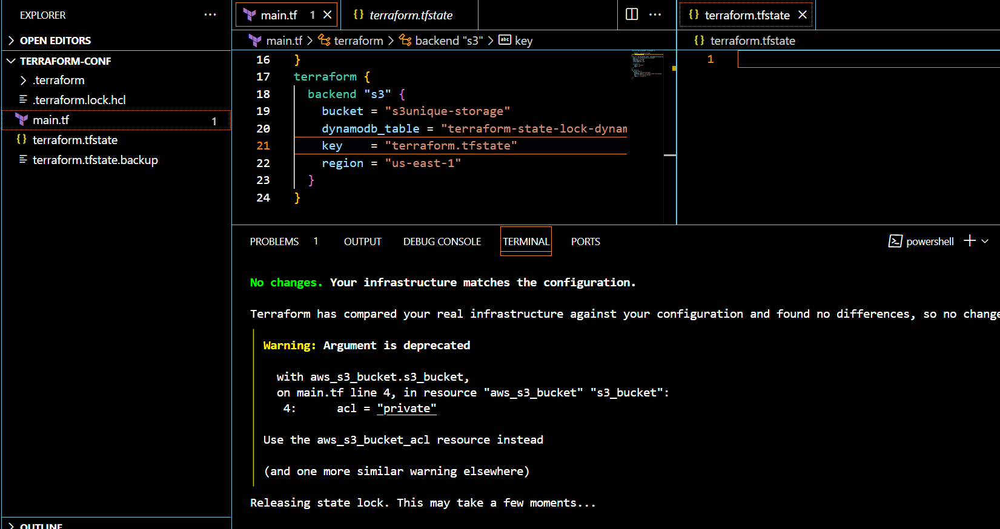 EXPLORER
OPEN EDITORS
TERRAFORM-CONF
.terraform
.terraform.lock.hcl
main.tf 1
terraform.tfstate
terraform.tfstate.backup
OUTLINE
main.tf 1
terraform.tfstate
main.tf > terraform > backend "s3" > abc key
16 }
17 terraform {
18 backend "s3" {
19 bucket = "s3unique-storage"
20 dynamodb_table = "terraform-state-lock-dynam
21 key    = "terraform.tfstate"
22 region = "us-east-1"
23 }
24 }
terraform.tfstate
terraform.tfstate
1
PROBLEMS 1 OUTPUT DEBUG CONSOLE TERMINAL PORTS
powershell
No changes. Your infrastructure matches the configuration.
Terraform has compared your real infrastructure against your configuration and found no differences, so no change
Warning: Argument is deprecated
with aws_s3_bucket.s3_bucket,
on main.tf line 4, in resource "aws_s3_bucket" "s3_bucket":
4:      acl = "private"
Use the aws_s3_bucket_acl resource instead
(and one more similar warning elsewhere)
Releasing state lock. This may take a few moments...